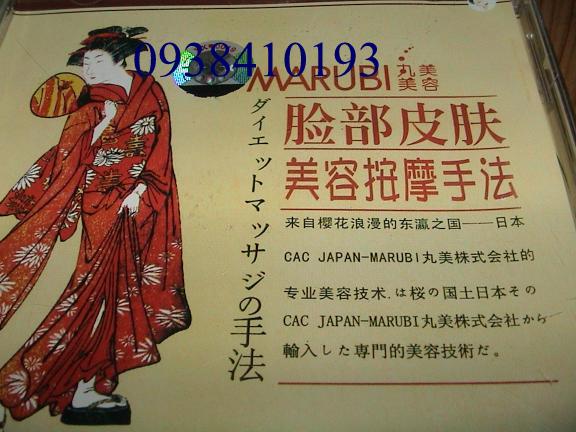 0938410193
MARUBI 丸美
美容
脸部皮肤
美容按摩手法
ダイエットマッサジの手法
来自樱花浪漫的东瀛之国——日本
CAC JAPAN-MARUBI丸美株式会社的
专业美容技术.は桜の国土日本その
CAC JAPAN-MARUBI丸美株式会社から
輸入した専門的美容技術だ。